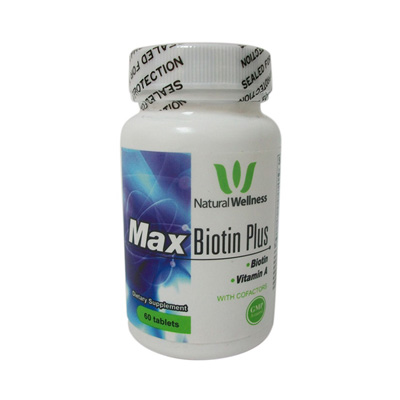 SEALED FOR
PROTECTION
Natural Wellness
Max Biotin Plus
• Biotin
• Vitamin A
WITH COFACTORS
Dietary Supplement
60 tablets
GMP